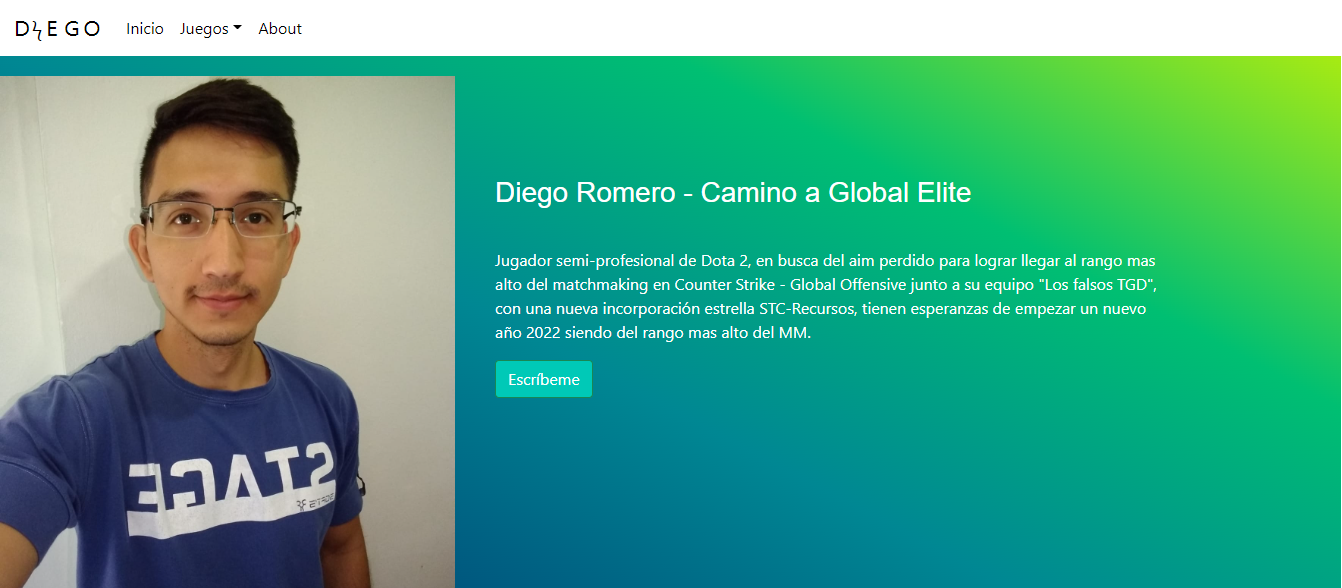 DIEGO Inicio Juegos About
Diego Romero - Camino a Global Elite
Jugador semi-profesional de Dota 2, en busca del aim perdido para lograr llegar al rango mas
alto del matchmaking en Counter Strike - Global Offensive junto a su equipo "Los falsos TGD",
con una nueva incorporación estrella STC-Recursos, tienen esperanzas de empezar un nuevo
año 2022 siendo del rango mas alto del MM.
Escríbeme
STAGE